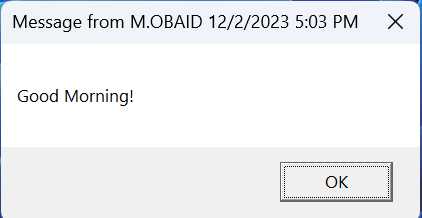 Message from M.OBAID 12/2/2023 5:03 PM
Good Morning!
OK